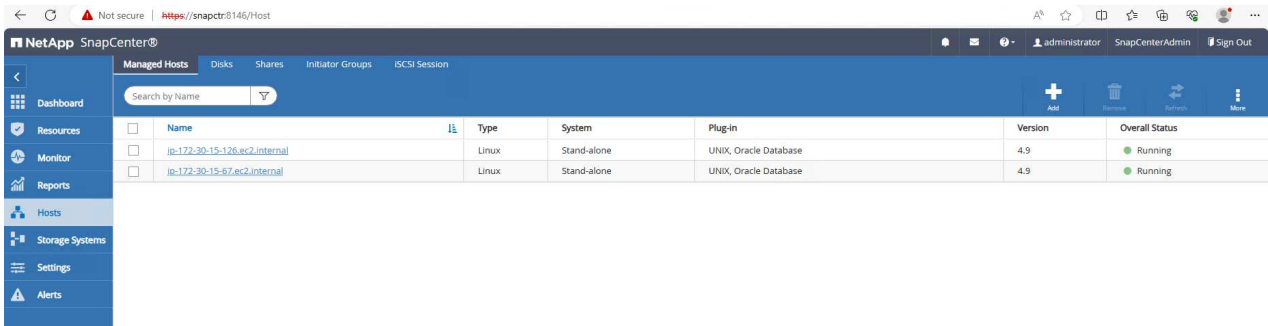 Not secure | https://snapctr:8146/Host
NetApp SnapCenter®
administrator SnapCenterAdmin Sign Out
Managed Hosts Disks Shares Initiator Groups iSCSI Session
Search by Name
Add Remove Refresh More
Dashboard
Resources
Monitor
Reports
Hosts
Storage Systems
Settings
Alerts
Name Type System Plug-in Version Overall Status
ip-172-30-15-126.ec2.internal Linux Stand-alone UNIX, Oracle Database 4.9 Running
ip-172-30-15-67.ec2.internal Linux Stand-alone UNIX, Oracle Database 4.9 Running